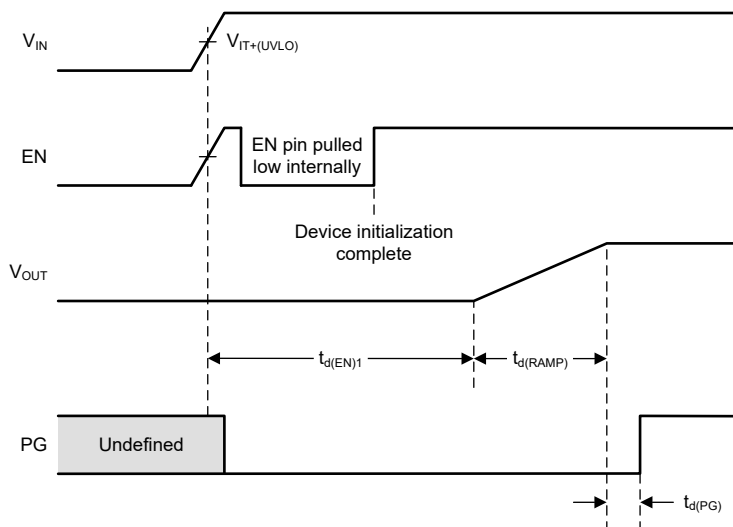 VIN
VIT+(UVLO)
EN
EN pin pulled
low internally
Device initialization
complete
VOUT
td(EN)1
td(RAMP)
PG
Undefined
td(PG)